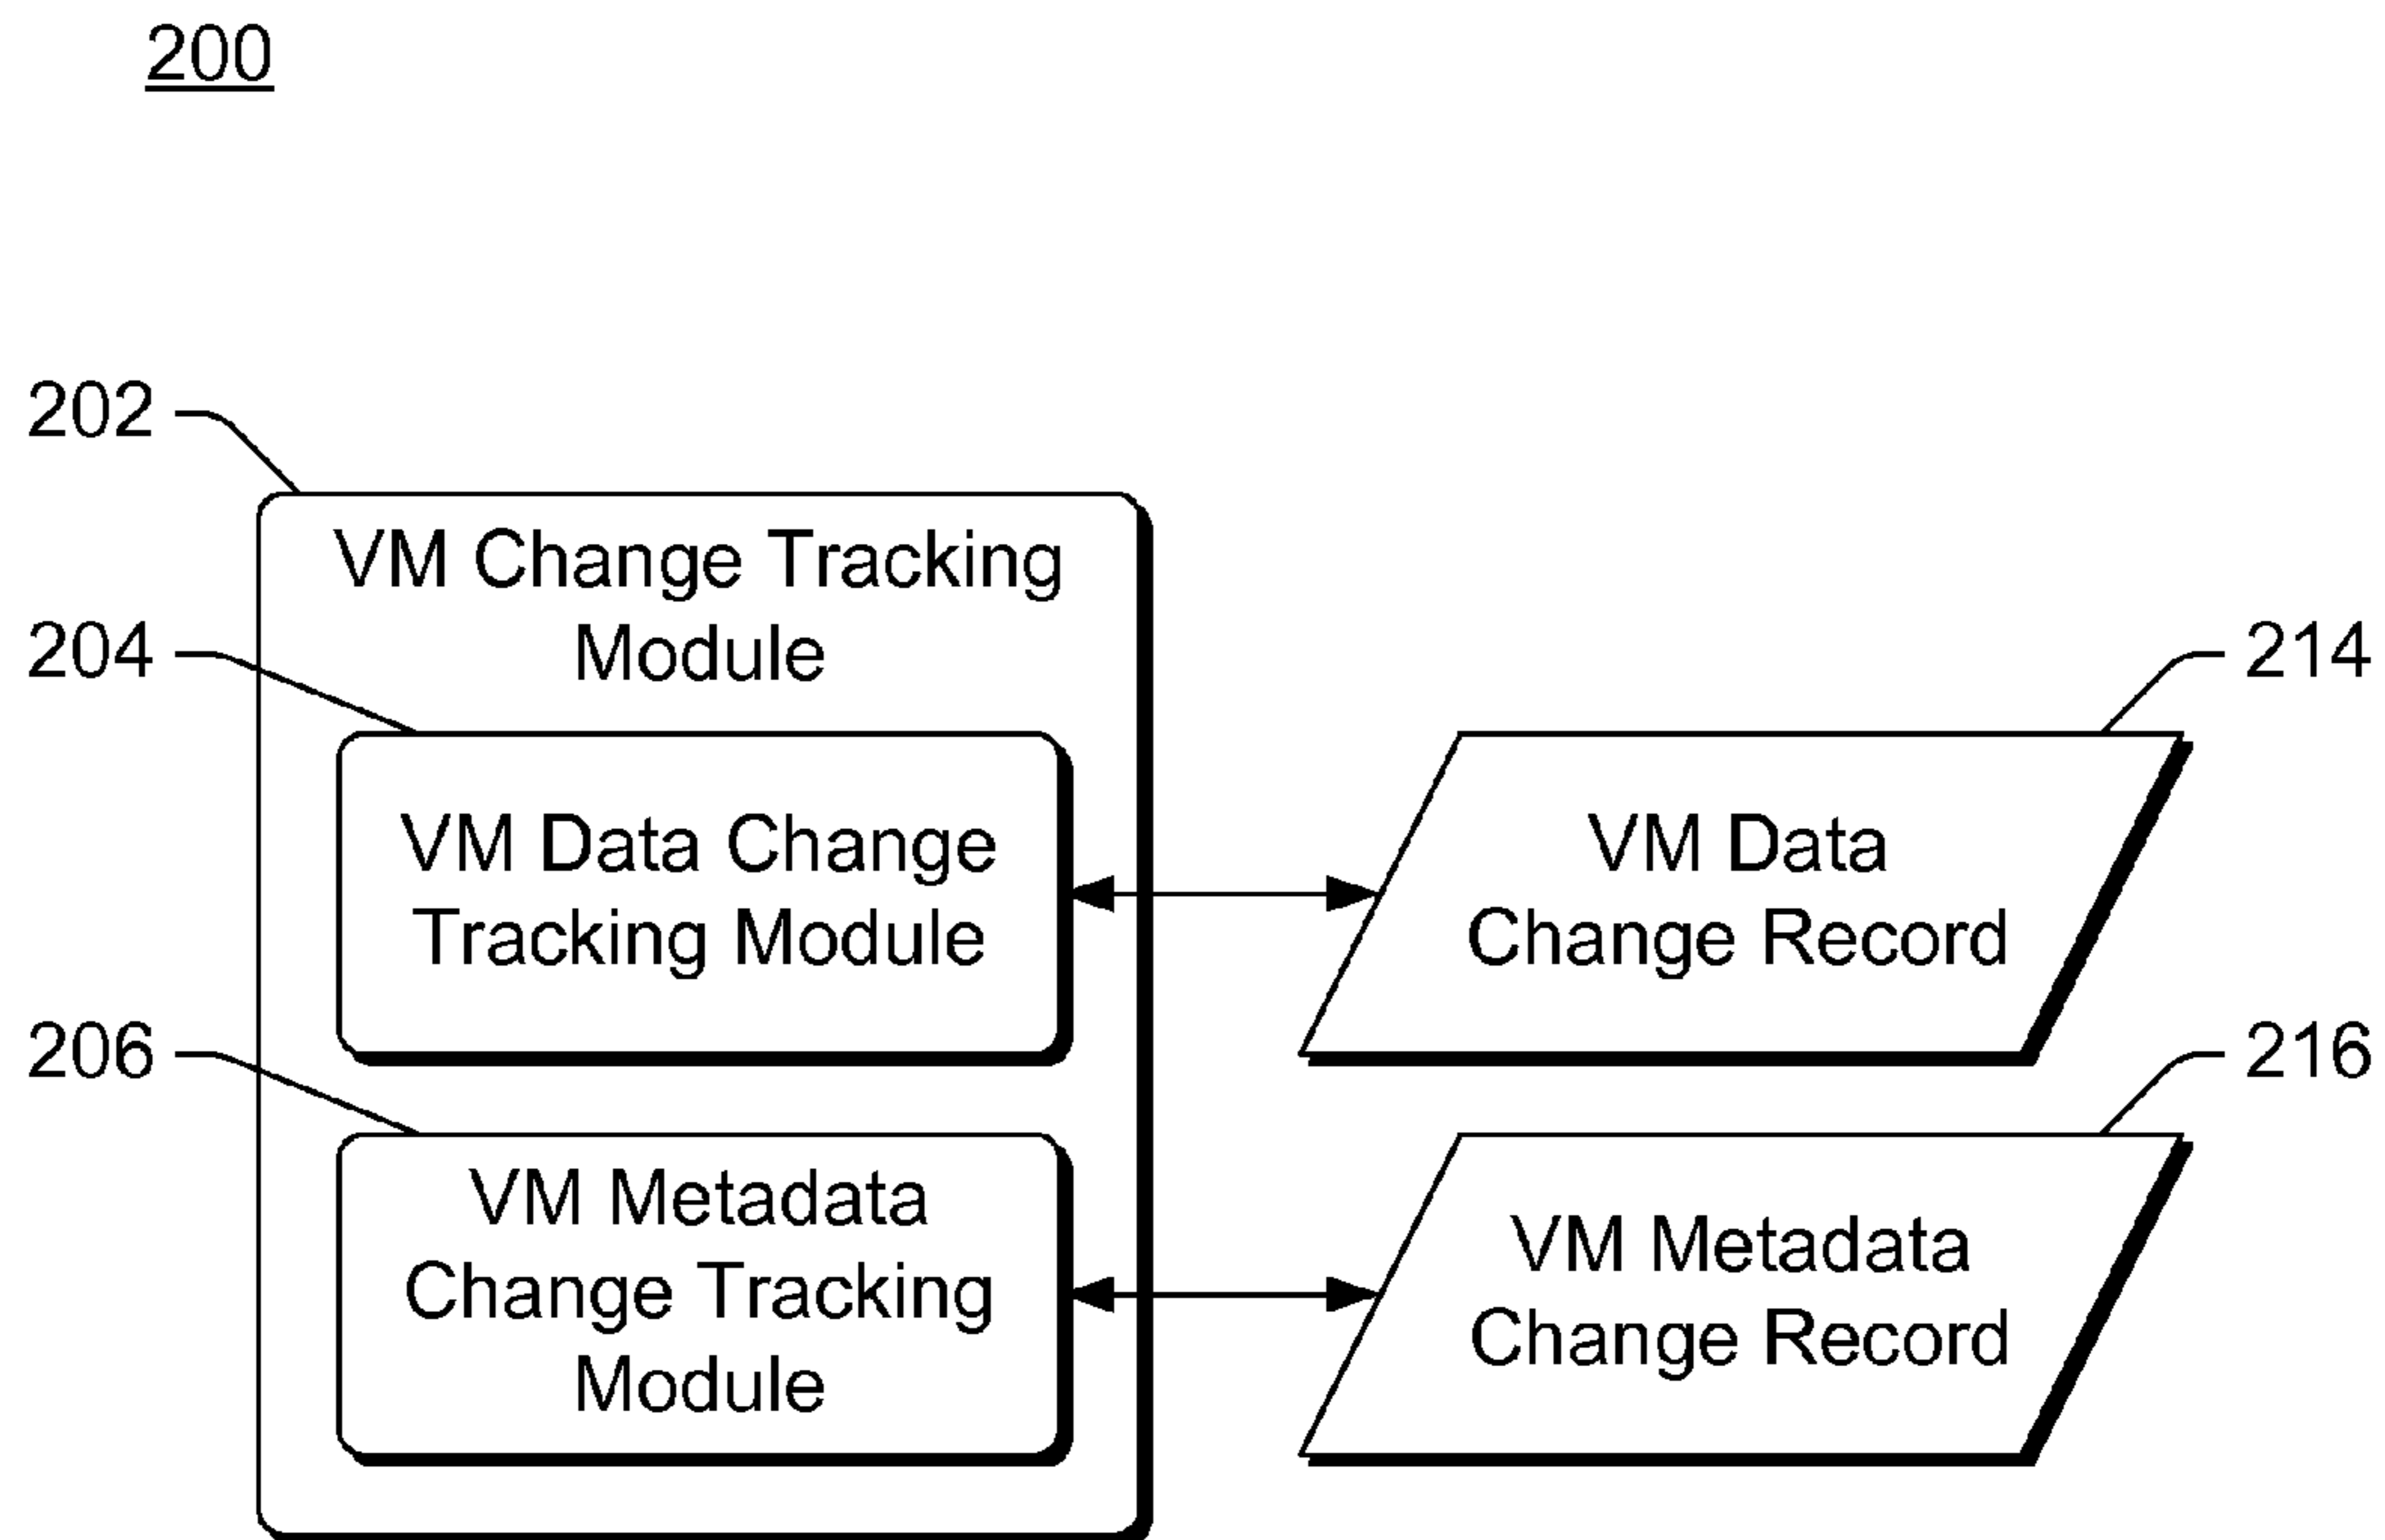 200
202
VM Change Tracking
Module
204
214
VM Data Change
Tracking Module
VM Data
Change Record
206
216
VM Metadata
Change Tracking
Module
VM Metadata
Change Record